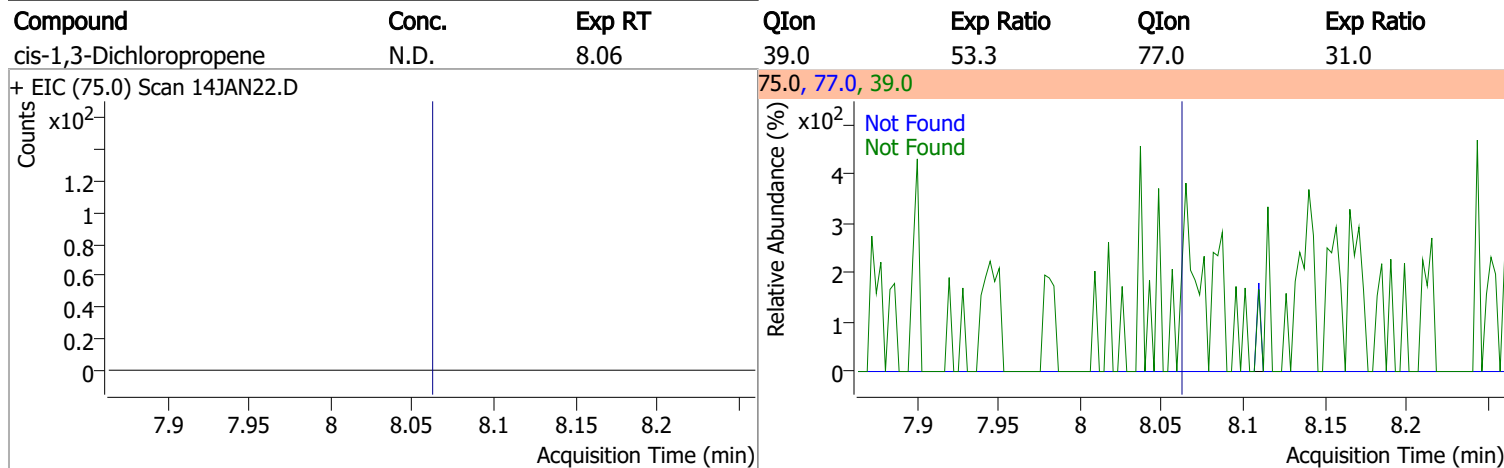 Compound Conc. Exp RT QIon Exp Ratio QIon Exp Ratio
cis-1,3-Dichloropropene N.D. 8.06 39.0 53.3 77.0 31.0
+ EIC (75.0) Scan 14JAN22.D
Counts
x10²
1.2
1
0.8
0.6
0.4
0.2
0
7.9 7.95 8 8.05 8.1 8.15 8.2
Acquisition Time (min)
75.0, 77.0, 39.0
Relative Abundance (%)
x10²
Not Found
Not Found
4
3
2
1
0
7.9 7.95 8 8.05 8.1 8.15 8.2
Acquisition Time (min)